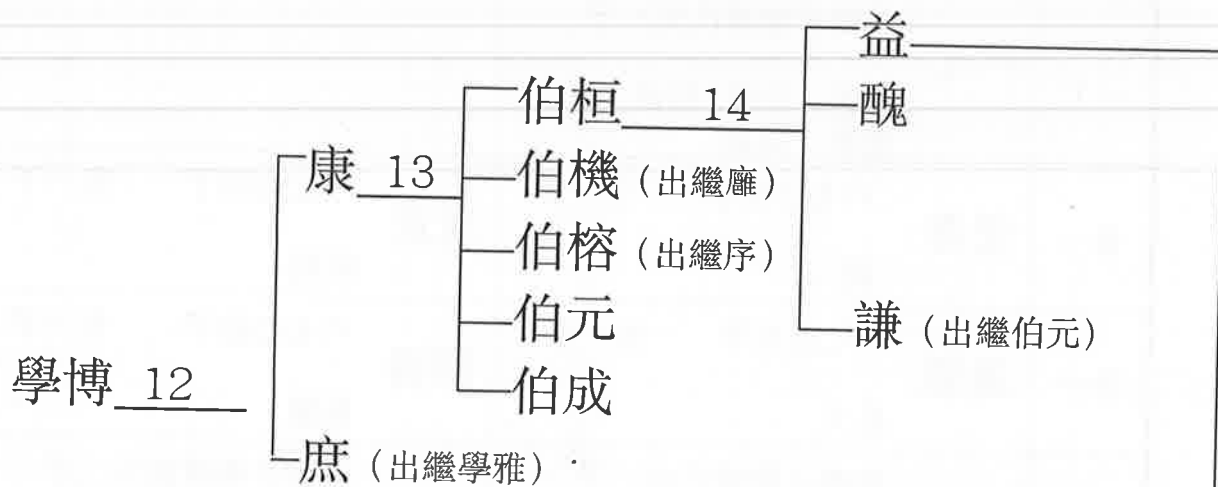 益
伯桓 14
醜
康 13
伯機（出繼龐）
伯榕（出繼序）
伯元
謙（出繼伯元）
學博 12
伯成
庶（出繼學雅）